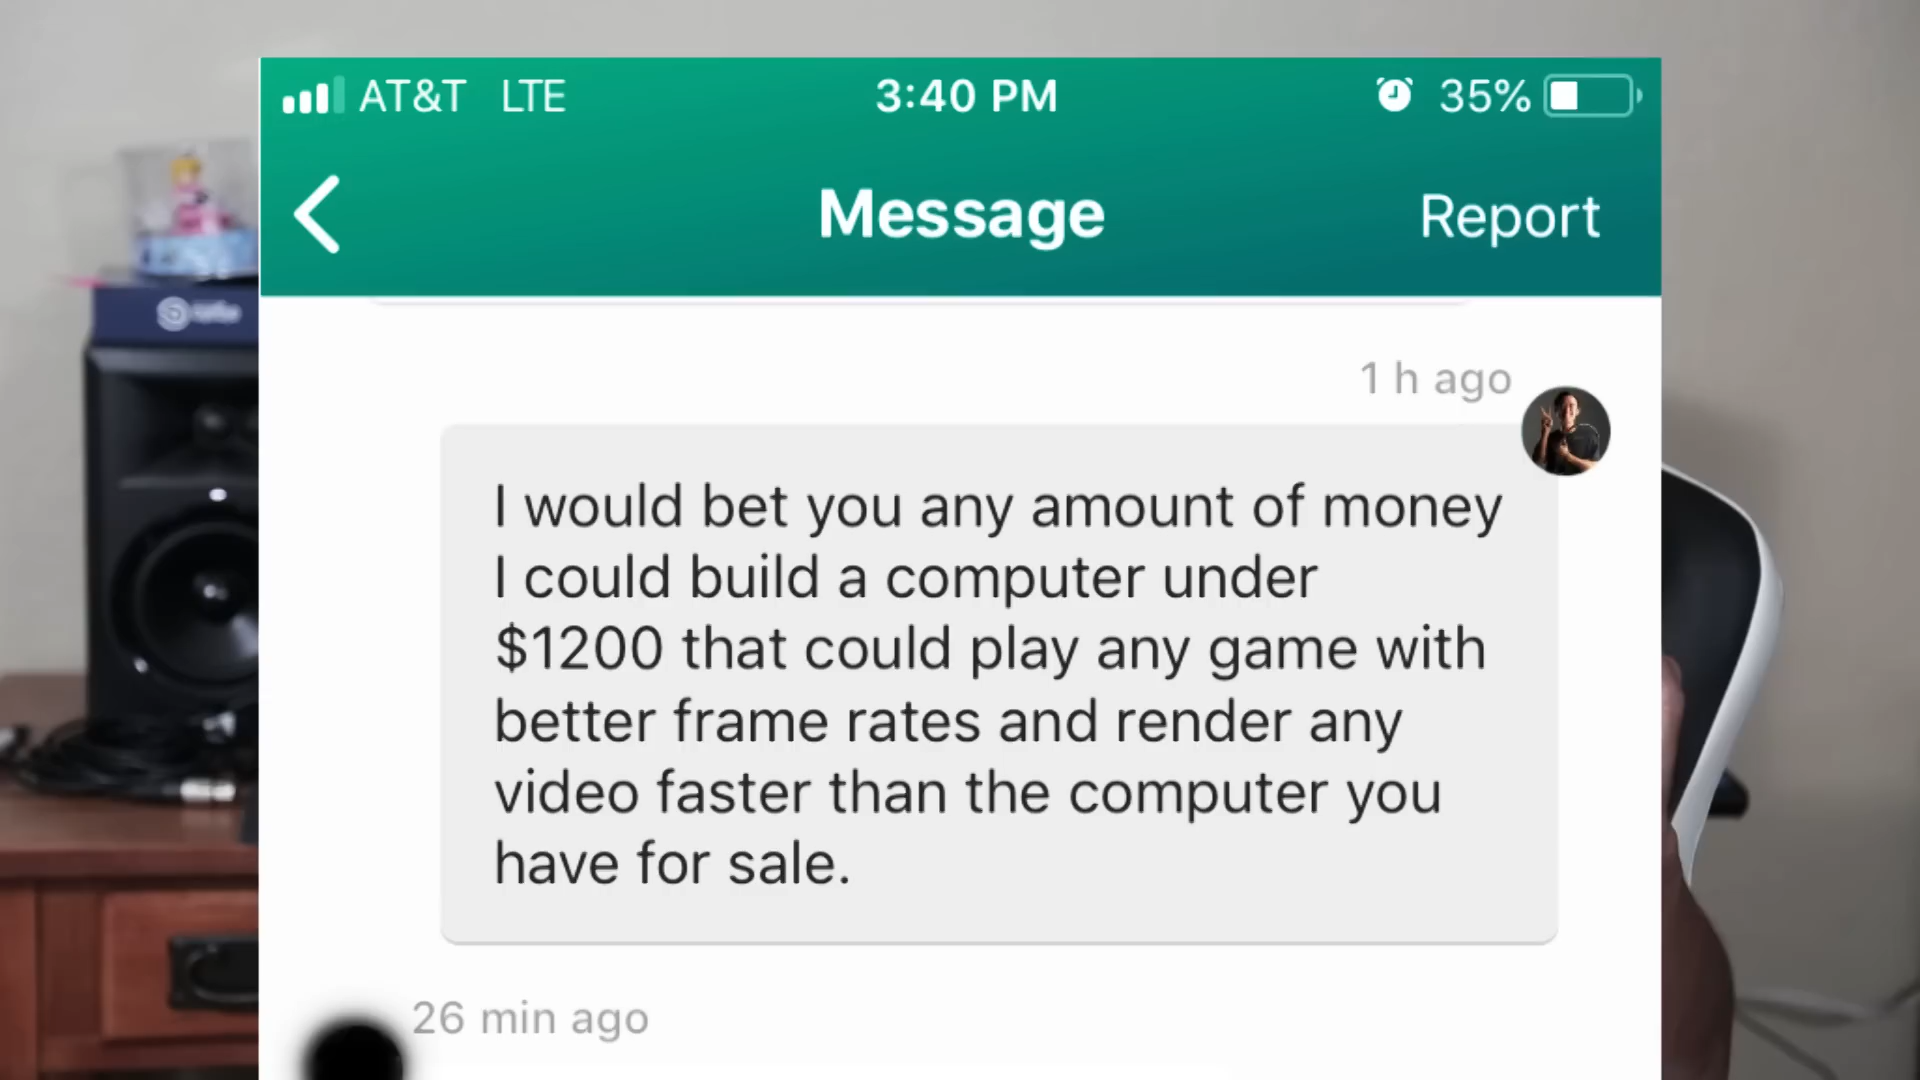 AT&T LTE 3:40 PM 35%
Message Report
1 h ago
I would bet you any amount of money
I could build a computer under
$1200 that could play any game with
better frame rates and render any
video faster than the computer you
have for sale.
26 min ago